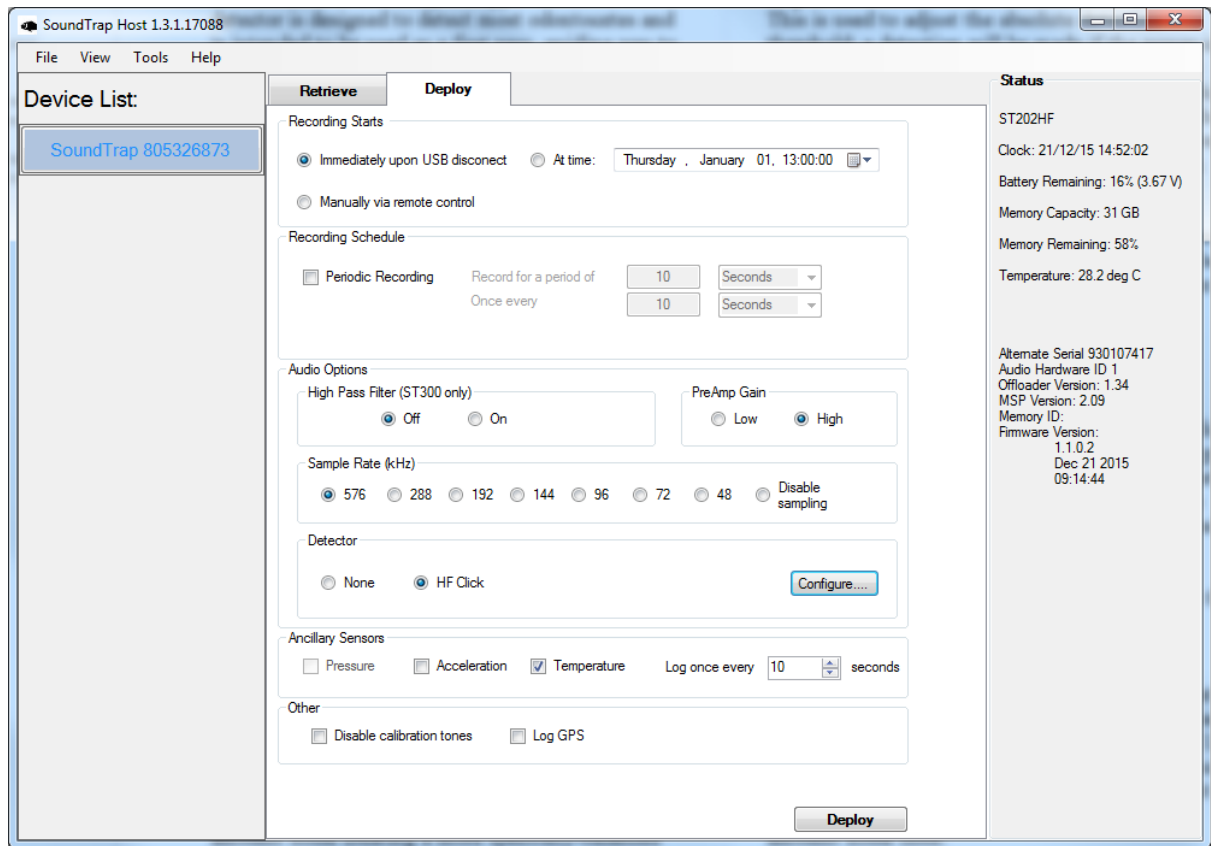 SoundTrap Host 1.3.1.17088
File View Tools Help
Device List:
SoundTrap 805326873
Retrieve Deploy
Recording Starts
Immediately upon USB disconect At time: Thursday , January 01, 13:00:00
Manually via remote control
Recording Schedule
Periodic Recording Record for a period of 10 Seconds
Once every 10 Seconds
Audio Options
High Pass Filter (ST300 only)
Off On
PreAmp Gain
Low High
Sample Rate (kHz)
576 288 192 144 96 72 48 Disable sampling
Detector
None HF Click Configure....
Ancillary Sensors
Pressure Acceleration Temperature Log once every 10 seconds
Other
Disable calibration tones Log GPS
Deploy
Status
ST202HF
Clock: 21/12/15 14:52:02
Battery Remaining: 16% (3.67 V)
Memory Capacity: 31 GB
Memory Remaining: 58%
Temperature: 28.2 deg C
Alternate Serial 930107417
Audio Hardware ID 1
Offloader Version: 1.34
MSP Version: 2.09
Memory ID:
Firmware Version:
1.1.0.2
Dec 21 2015
09:14:44